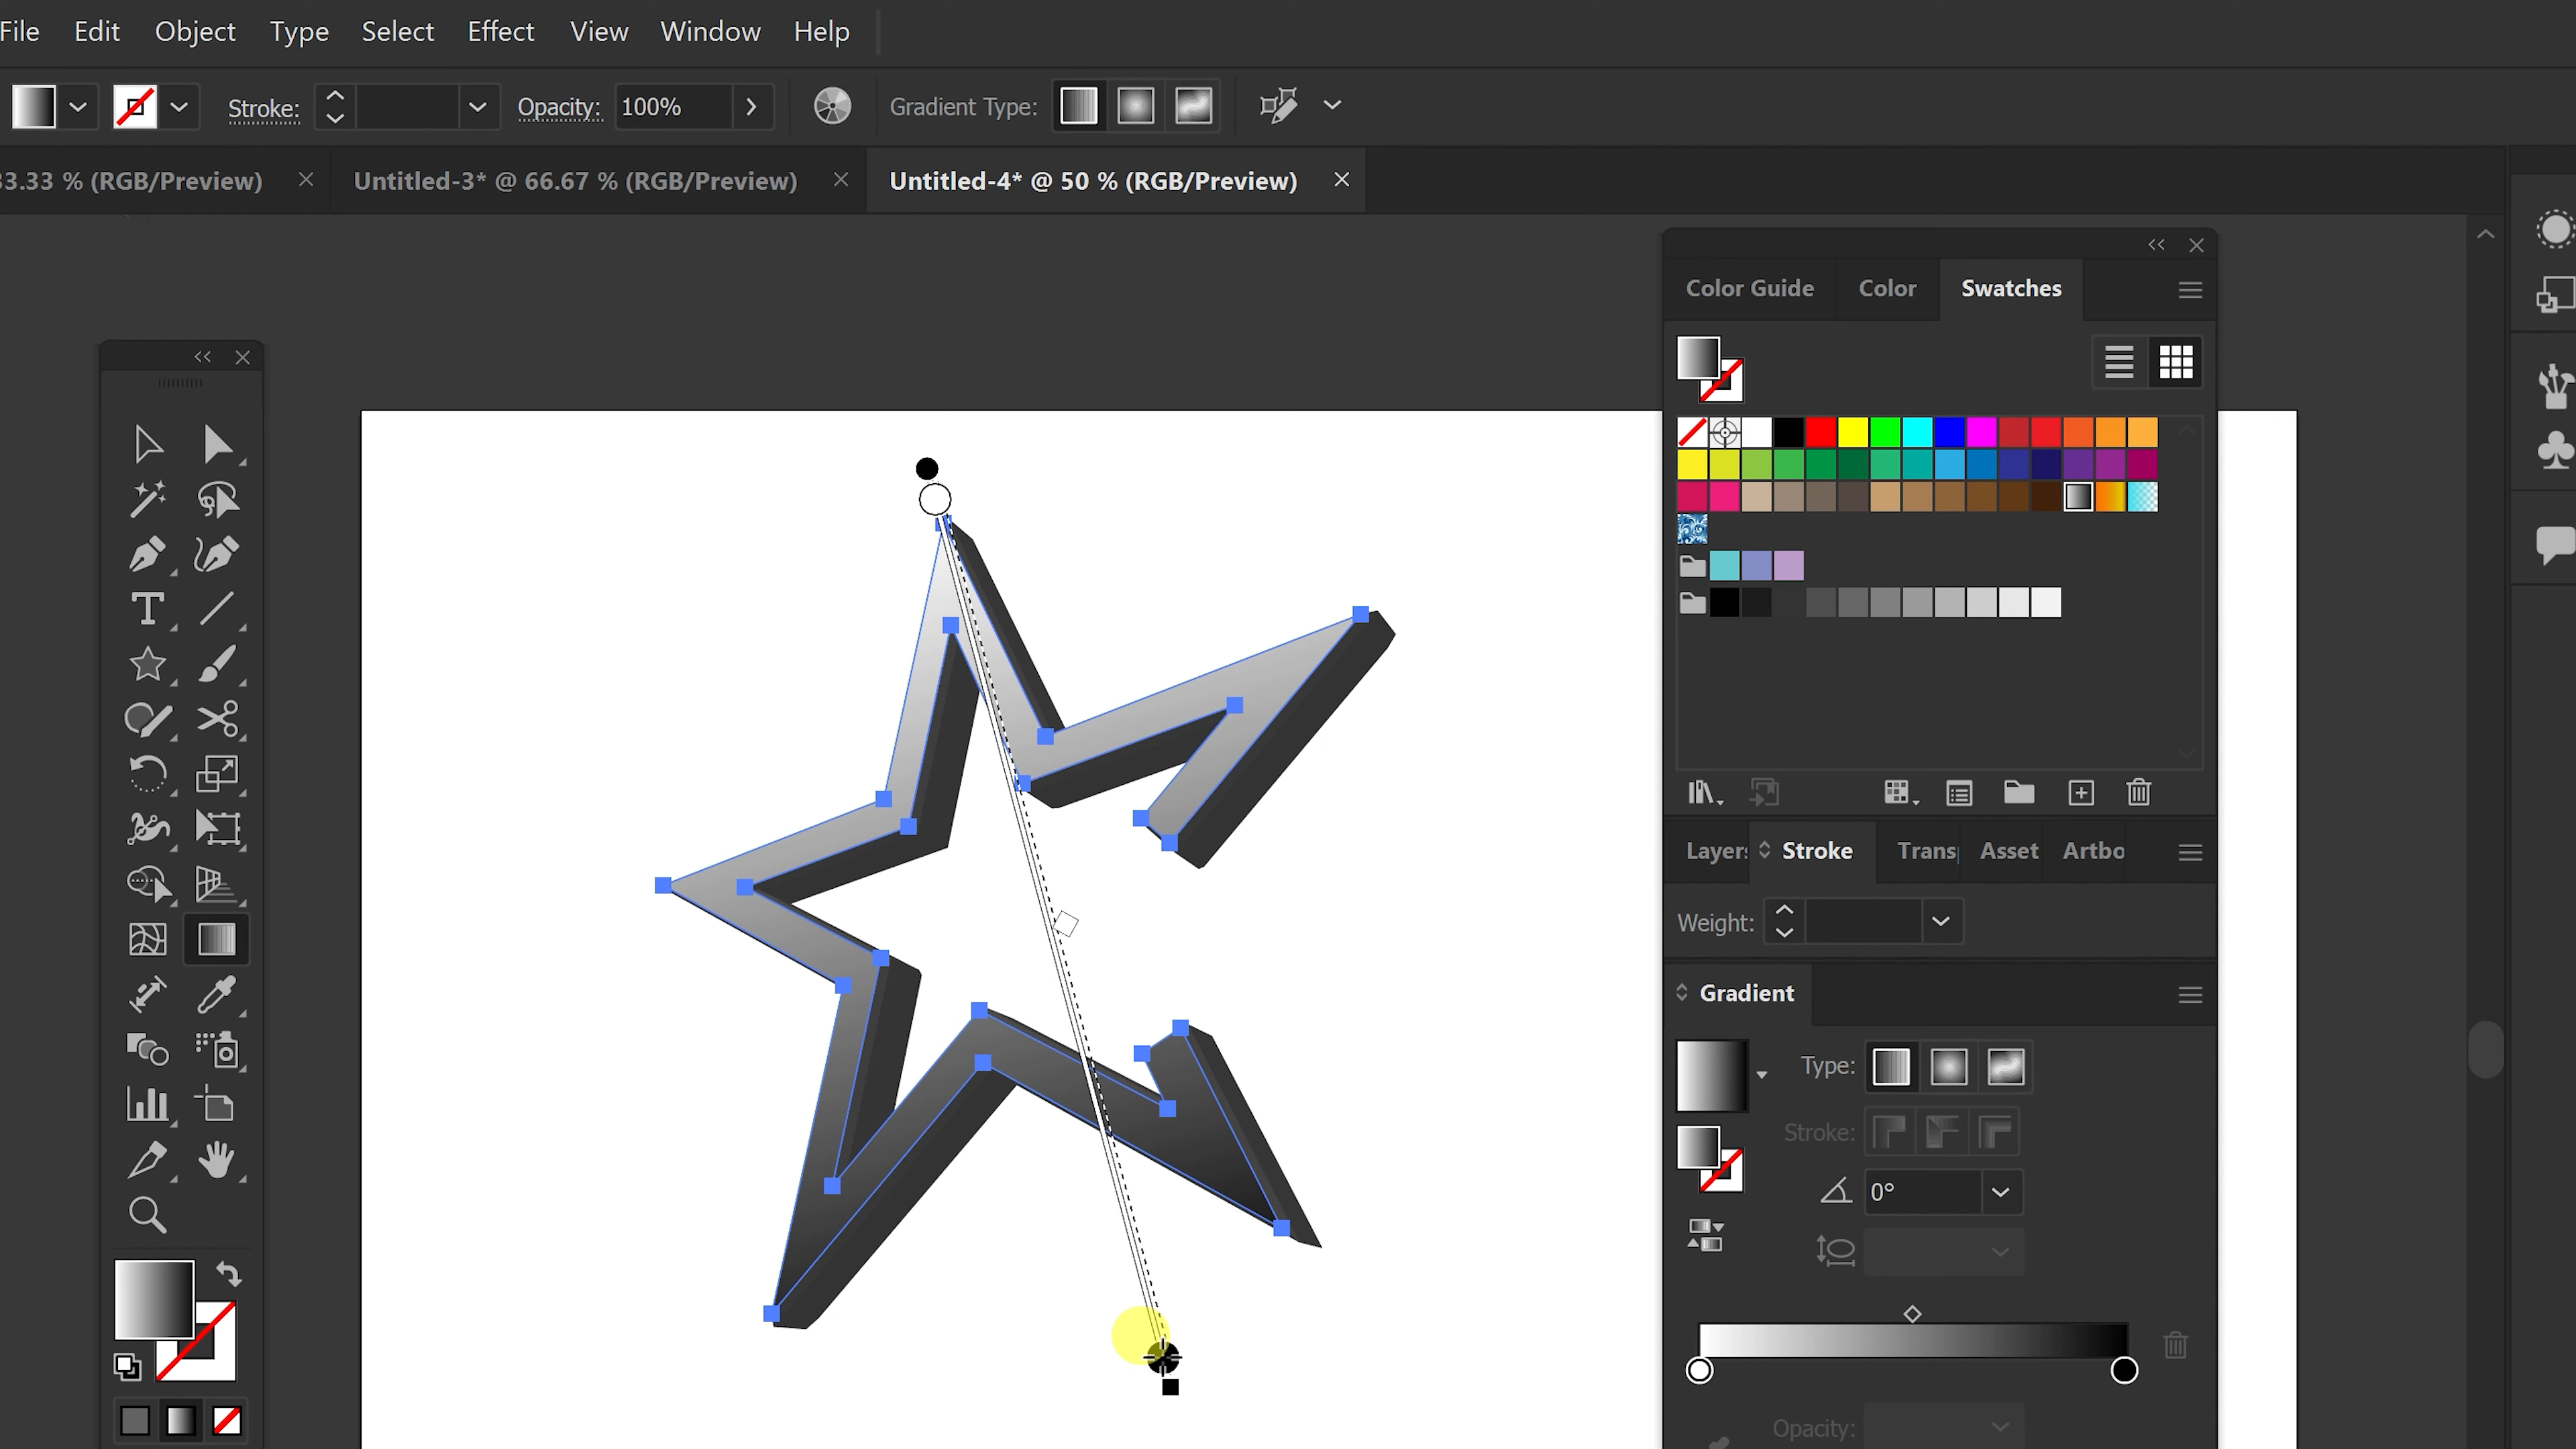 File Edit Object Type Select Effect View Window Help
Stroke: Opacity: 100% Gradient Type:
33.33 % (RGB/Preview) Untitled-3* @ 66.67 % (RGB/Preview) Untitled-4* @ 50 % (RGB/Preview)
Color Guide Color Swatches
Layers Stroke Trans Asset Artbo
Weight:
Gradient
Type:
Stroke:
0°
Opacity: